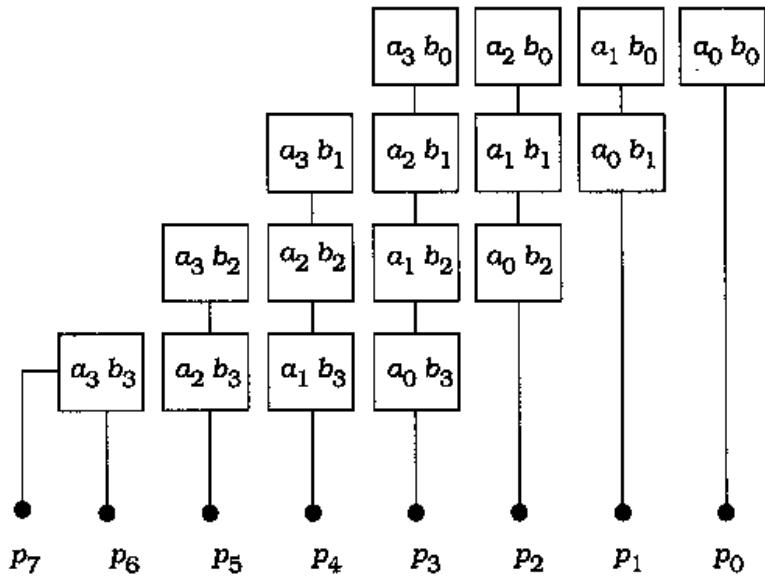 a₃ b₀ a₂ b₀ a₁ b₀ a₀ b₀
a₃ b₁ a₂ b₁ a₁ b₁ a₀ b₁
a₃ b₂ a₂ b₂ a₁ b₂ a₀ b₂
a₃ b₃ a₂ b₃ a₁ b₃ a₀ b₃
p₇ p₆ p₅ p₄ p₃ p₂ p₁ p₀